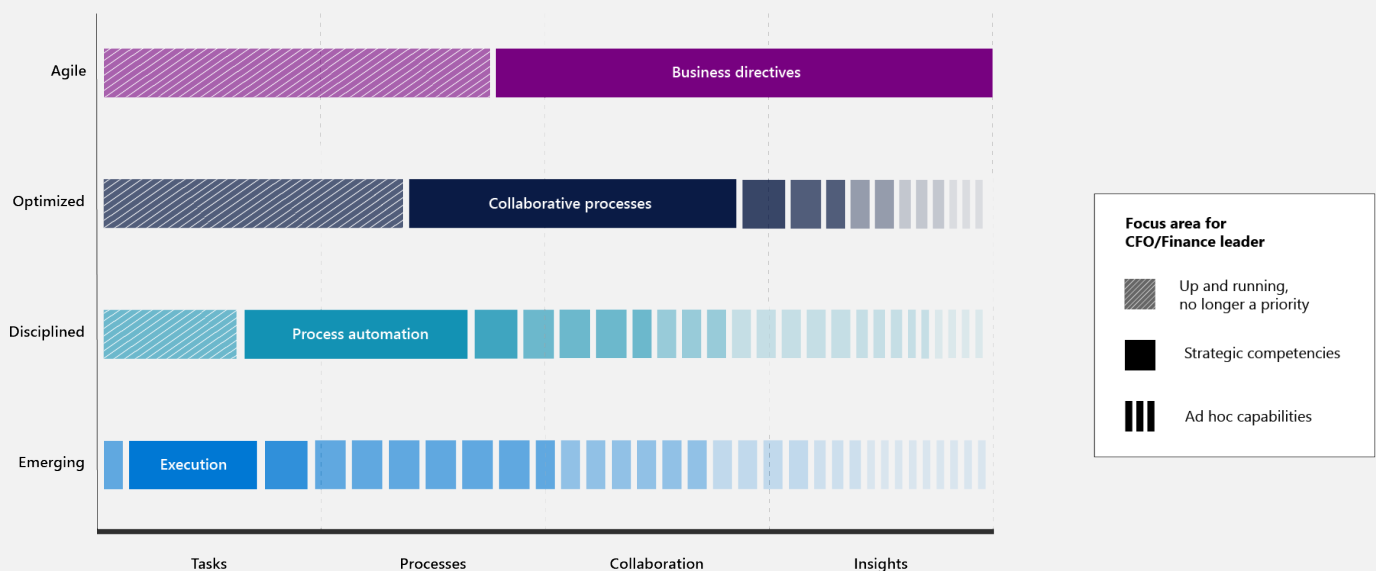 Agile
Business directives
Optimized
Collaborative processes
Disciplined
Process automation
Emerging
Execution
Tasks
Processes
Collaboration
Insights
Focus area for
CFO/Finance leader
Up and running,
no longer a priority
Strategic competencies
Ad hoc capabilities